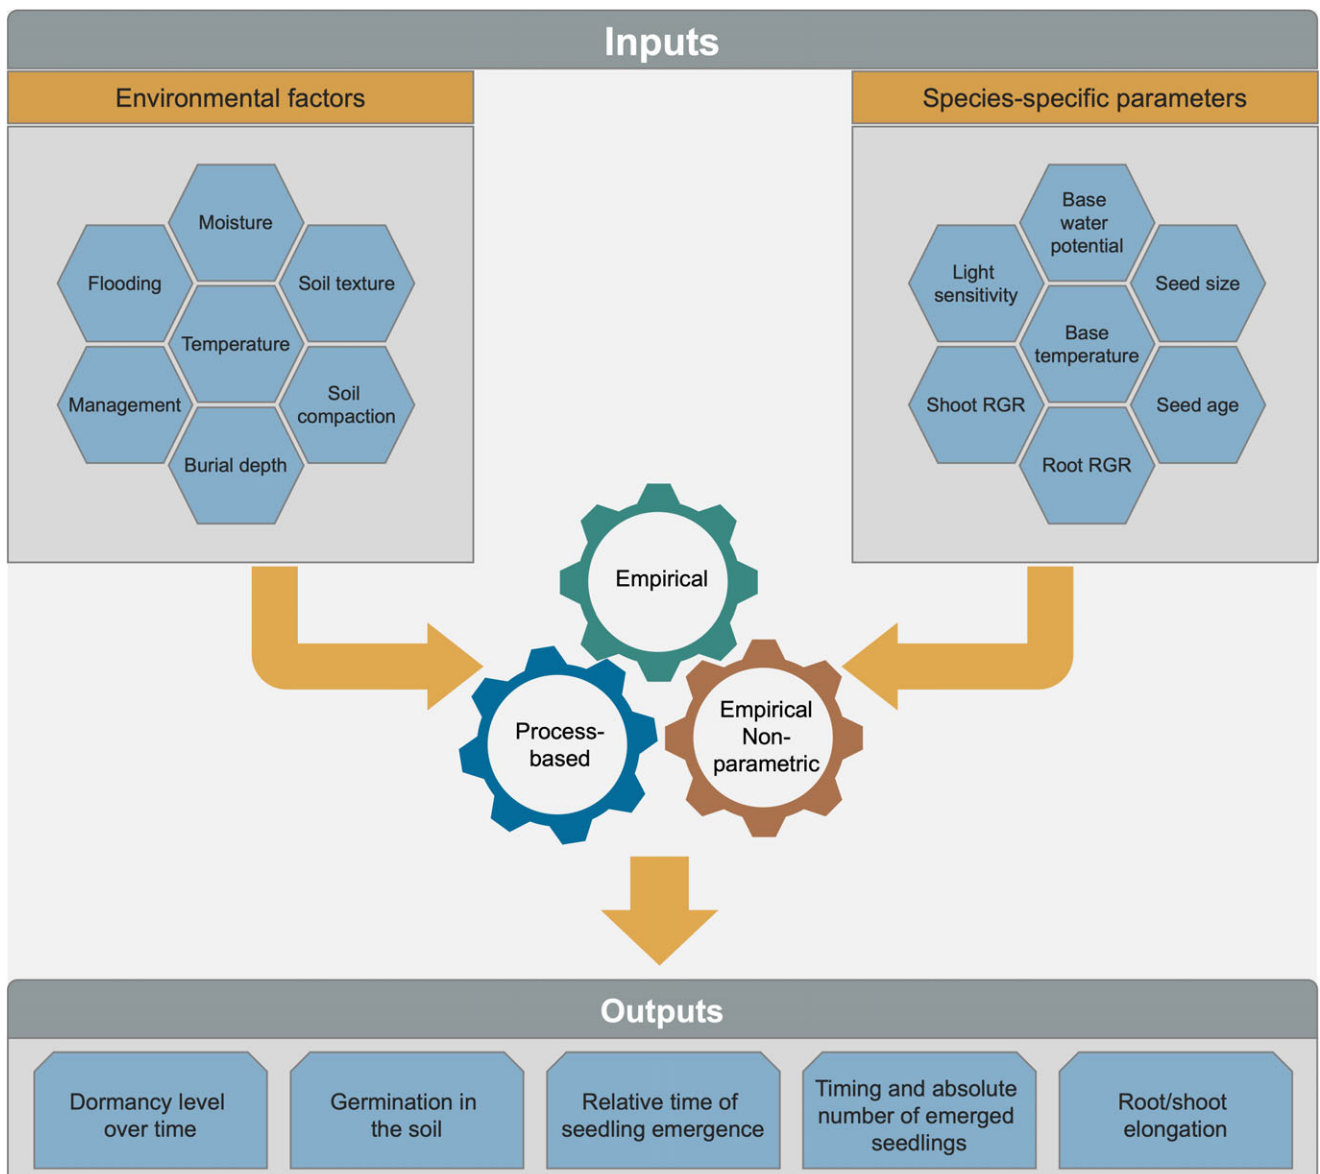 Inputs
Environmental factors
Species-specific parameters
Moisture
Flooding
Soil texture
Temperature
Management
Soil
compaction
Burial depth
Base
water
potential
Light
sensitivity
Seed size
Base
temperature
Shoot RGR
Seed age
Root RGR
Empirical
Process-
based
Empirical
Non-
parametric
Outputs
Dormancy level
over time
Germination in
the soil
Relative time of
seedling emergence
Timing and absolute
number of emerged
seedlings
Root/shoot
elongation